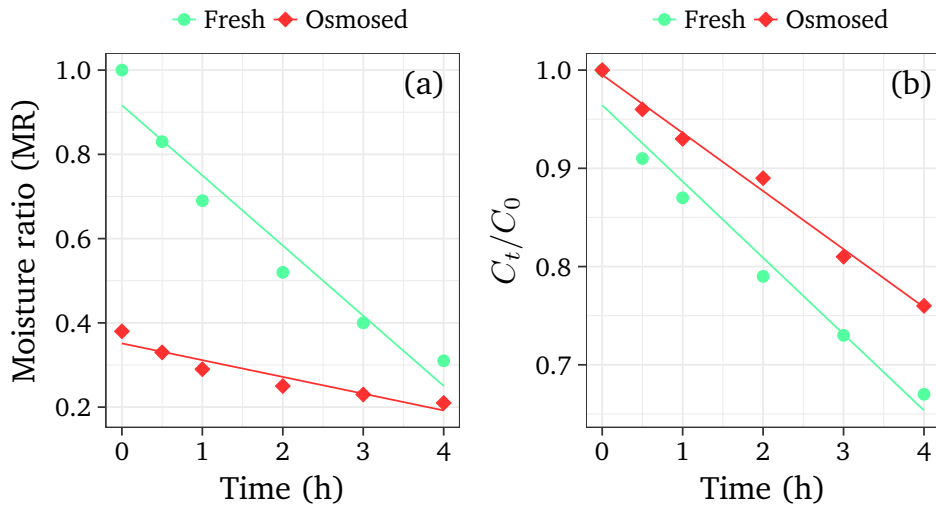 Fresh Osmosed
(a)
Moisture ratio (MR)
1.0
0.8
0.6
0.4
0.2
0 1 2 3 4
Time (h)
Fresh Osmosed
(b)
C_t/C_0
1.0
0.9
0.8
0.7
0 1 2 3 4
Time (h)